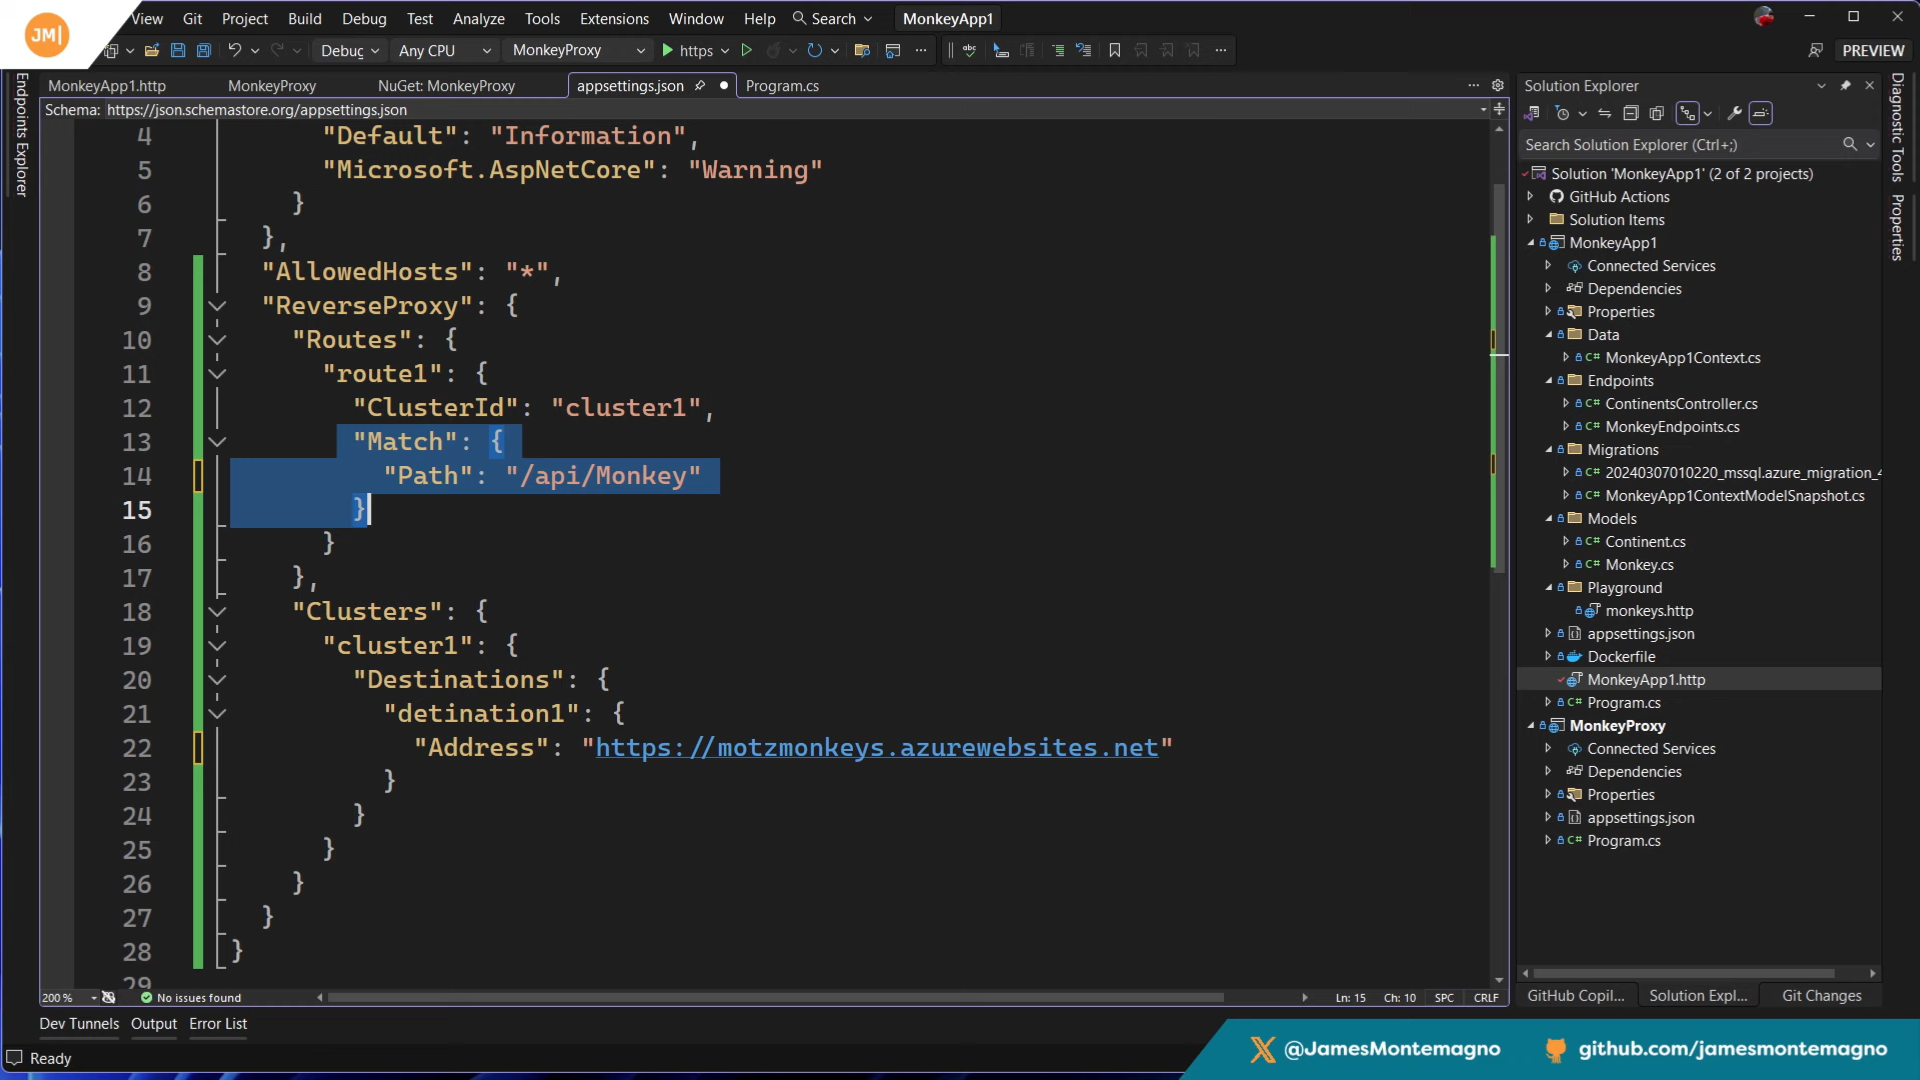 JM|
View Git Project Build Debug Test Analyze Tools Extensions Window Help Search MonkeyApp1
Debug Any CPU MonkeyProxy https PREVIEW
MonkeyApp1.http MonkeyProxy NuGet: MonkeyProxy appsettings.json Program.cs
Schema: https://json.schemastore.org/appsettings.json
Endpoints Explorer
4 "Default": "Information",
5 "Microsoft.AspNetCore": "Warning"
6 }
7 },
8 "AllowedHosts": "*",
9 "ReverseProxy": {
10 "Routes": {
11 "route1": {
12 "ClusterId": "cluster1",
13 "Match": {
14 "Path": "/api/Monkey"
15 }
16 }
17 },
18 "Clusters": {
19 "cluster1": {
20 "Destinations": {
21 "detination1": {
22 "Address": "https://motzmonkeys.azurewebsites.net"
23 }
24 }
25 }
26 }
27 }
28 }
29
200 % No issues found Ln: 15 Ch: 10 SPC CRLF
Solution Explorer
Search Solution Explorer (Ctrl+;)
Solution 'MonkeyApp1' (2 of 2 projects)
GitHub Actions
Solution Items
MonkeyApp1
Connected Services
Dependencies
Properties
Data
C# MonkeyApp1Context.cs
Endpoints
C# ContinentsController.cs
C# MonkeyEndpoints.cs
Migrations
C# 20240307010220_mssql.azure_migration_4
C# MonkeyApp1ContextModelSnapshot.cs
Models
C# Continent.cs
C# Monkey.cs
Playground
monkeys.http
appsettings.json
Dockerfile
MonkeyApp1.http
C# Program.cs
MonkeyProxy
Connected Services
Dependencies
Properties
appsettings.json
C# Program.cs
GitHub Copil... Solution Expl... Git Changes
Diagnostic Tools
Properties
Dev Tunnels Output Error List
Ready
@JamesMontemagno github.com/jamesmontemagno